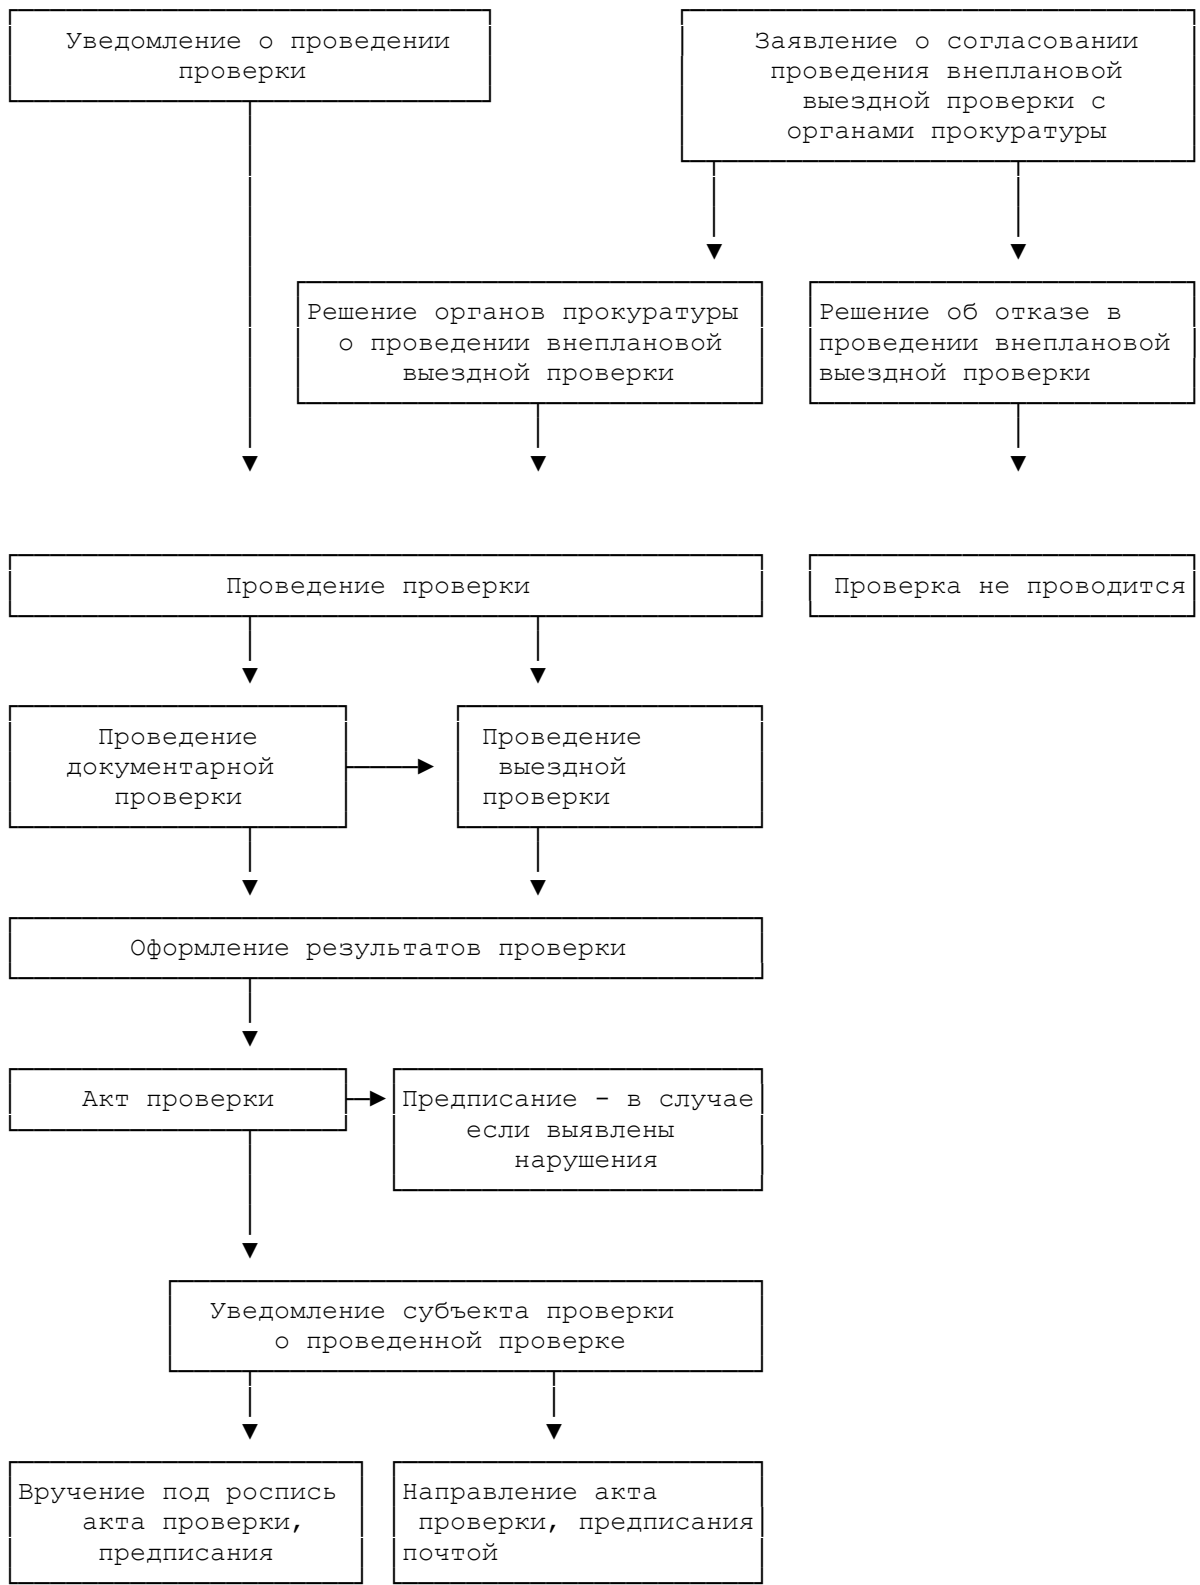 Уведомление о проведении
проверки
Заявление о согласовании
проведения внеплановой
выездной проверки с
органами прокуратуры
Решение органов прокуратуры
о проведении внеплановой
выездной проверки
Решение об отказе в
проведении внеплановой
выездной проверки
Проведение проверки
Проверка не проводится
Проведение
документарной
проверки
Проведение
выездной
проверки
Оформление результатов проверки
Акт проверки
Предписание - в случае
если выявлены
нарушения
Уведомление субъекта проверки
о проведенной проверке
Вручение под роспись
акта проверки,
предписания
Направление акта
проверки, предписания
почтой